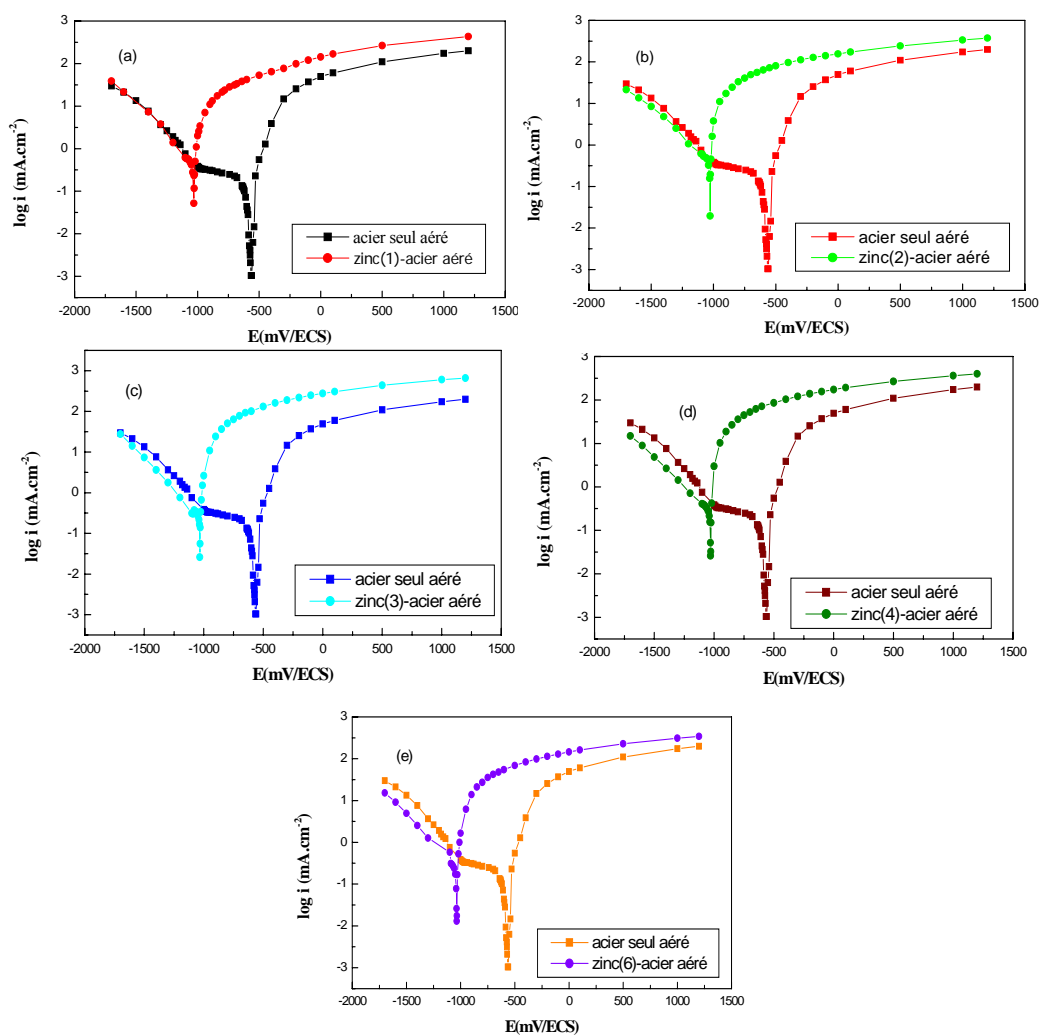 (a)
log i (mA.cm-2)
3
2
1
0
-1
-2
-3
acier seul aéré
zinc(1)-acier aéré
-2000 -1500 -1000 -500 0 500 1000 1500
E(mV/ECS)
(b)
log i (mA.cm-2)
3
2
1
0
-1
-2
-3
acier seul aéré
zinc(2)-acier aéré
-2000 -1500 -1000 -500 0 500 1000 1500
E(mV/ECS)
(c)
log i (mA.cm-2)
3
2
1
0
-1
-2
-3
acier seul aéré
zinc(3)-acier aéré
-2000 -1500 -1000 -500 0 500 1000 1500
E(mV/ECS)
(d)
log i (mA.cm-2)
3
2
1
0
-1
-2
-3
acier seul aéré
zinc(4)-acier aéré
-2000 -1500 -1000 -500 0 500 1000 1500
E(mV/ECS)
(e)
log i (mA.cm-2)
3
2
1
0
-1
-2
-3
acier seul aéré
zinc(6)-acier aéré
-2000 -1500 -1000 -500 0 500 1000 1500
E(mV/ECS)